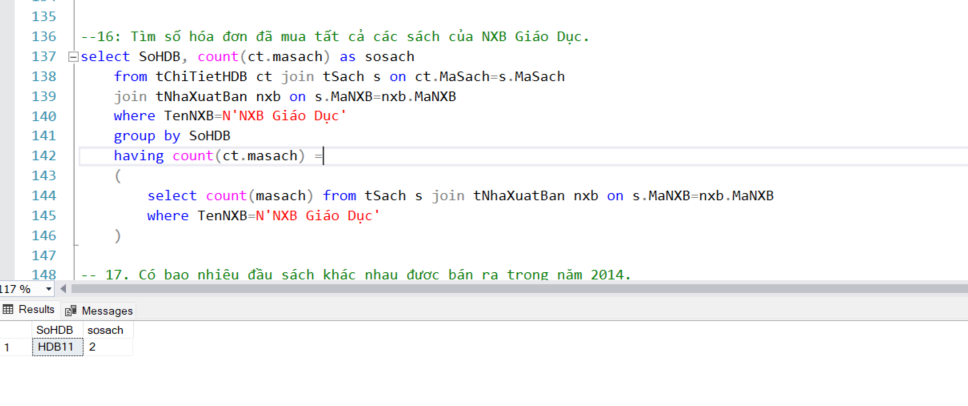 135
136 --16: Tìm số hóa đơn đã mua tất cả các sách của NXB Giáo Dục.
137 select SoHDB, count(ct.masach) as sosach
138 from tChiTietHDB ct join tSach s on ct.MaSach=s.MaSach
139 join tNhaXuatBan nxb on s.MaNXB=nxb.MaNXB
140 where TenNXB=N'NXB Giáo Dục'
141 group by SoHDB
142 having count(ct.masach) =
143 (
144 select count(masach) from tSach s join tNhaXuatBan nxb on s.MaNXB=nxb.MaNXB
145 where TenNXB=N'NXB Giáo Dục'
146 )
147
148 -- 17. Có bao nhiêu đầu sách khác nhau được bán ra trong năm 2014.
117 %
Results Messages
SoHDB sosach
1 HDB11 2